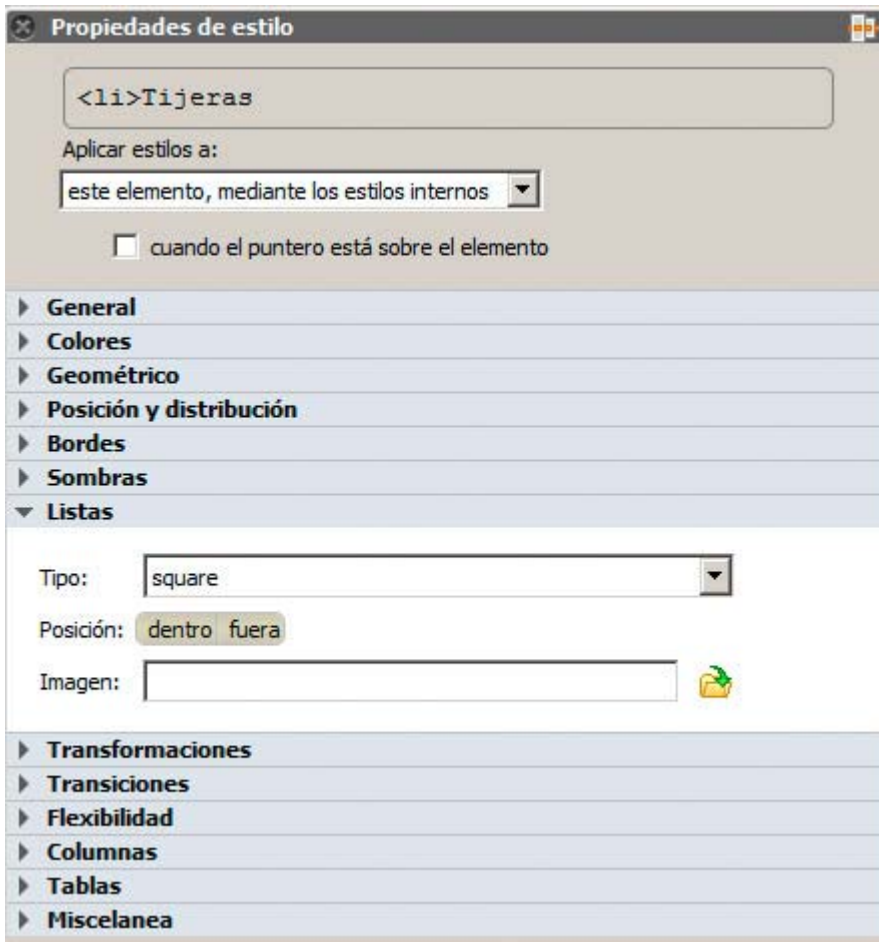 Propiedades de estilo
<li>Tijeras
Aplicar estilos a:
este elemento, mediante los estilos internos
cuando el puntero está sobre el elemento
General
Colores
Geométrico
Posición y distribución
Bordes
Sombras
Listas
Tipo: square
Posición: dentro fuera
Imagen:
Transformaciones
Transiciones
Flexibilidad
Columnas
Tablas
Miscelanea